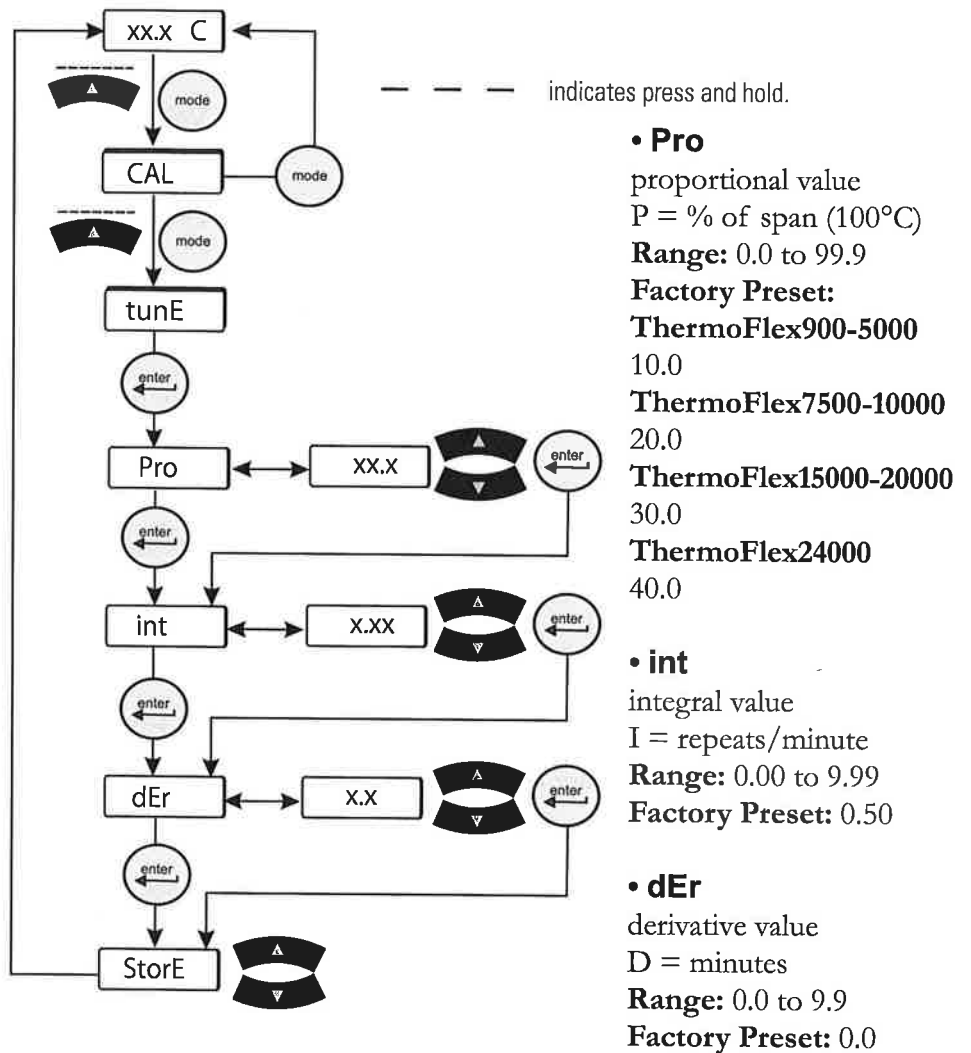 xx.x C
mode
— — — indicates press and hold.
CAL
mode
mode
tunE
enter
Pro
xx.x
enter
enter
int
x.xx
enter
enter
dEr
x.x
enter
enter
StorE
• Pro
proportional value
P = % of span (100°C)
Range: 0.0 to 99.9
Factory Preset:
ThermoFlex900-5000
10.0
ThermoFlex7500-10000
20.0
ThermoFlex15000-20000
30.0
ThermoFlex24000
40.0
• int
integral value
I = repeats/minute
Range: 0.00 to 9.99
Factory Preset: 0.50
• dEr
derivative value
D = minutes
Range: 0.0 to 9.9
Factory Preset: 0.0